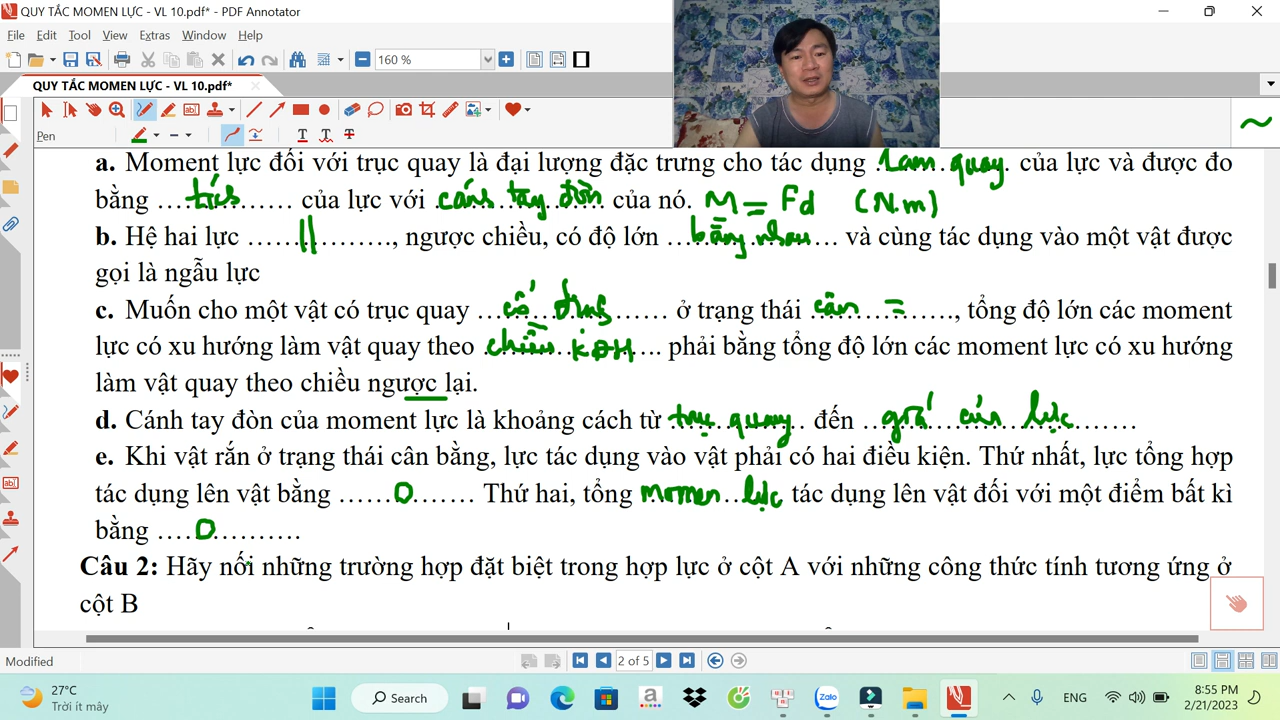 QUY TẮC MOMEN LỰC - VL 10.pdf* - PDF Annotator
File Edit Tool View Extras Window Help
160 %
QUY TẮC MOMEN LỰC - VL 10.pdf*
Pen
a. Moment lực đối với trục quay là đại lượng đặc trưng cho tác dụng làm quay của lực và được đo
bằng ...tích......... của lực với cánh tay đòn của nó. M = Fd (N.m)
b. Hệ hai lực ......||..........., ngược chiều, có độ lớn ...bằng nhau... và cùng tác dụng vào một vật được
gọi là ngẫu lực
c. Muốn cho một vật có trục quay ...cố định...... ở trạng thái cân =......, tổng độ lớn các moment
lực có xu hướng làm vật quay theo chiều KĐH.... phải bằng tổng độ lớn các moment lực có xu hướng
làm vật quay theo chiều ngược lại.
d. Cánh tay đòn của moment lực là khoảng cách từ trục quay.. đến ...giá của lực.........
e. Khi vật rắn ở trạng thái cân bằng, lực tác dụng vào vật phải có hai điều kiện. Thứ nhất, lực tổng hợp
tác dụng lên vật bằng ......0......... Thứ hai, tổng momen lực tác dụng lên vật đối với một điểm bất kì
bằng ....0............
Câu 2: Hãy nối những trường hợp đặt biệt trong hợp lực ở cột A với những công thức tính tương ứng ở
cột B
Modified
2 of 5
27°C
Trời ít mây
Search
Zalo
ENG
8:55 PM
2/21/2023